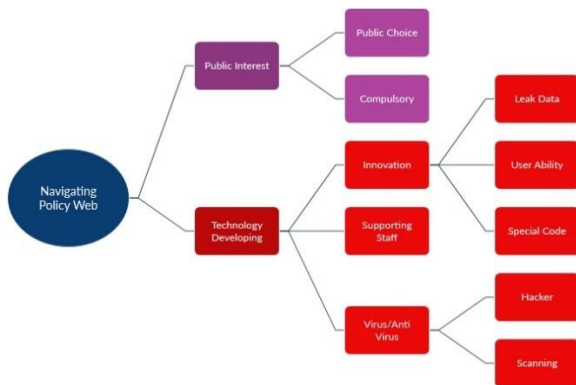 Navigating
Policy Web
Public Interest
Public Choice
Compulsory
Technology
Developing
Innovation
Leak Data
User Ability
Special Code
Supporting
Staff
Virus/Anti
Virus
Hacker
Scanning